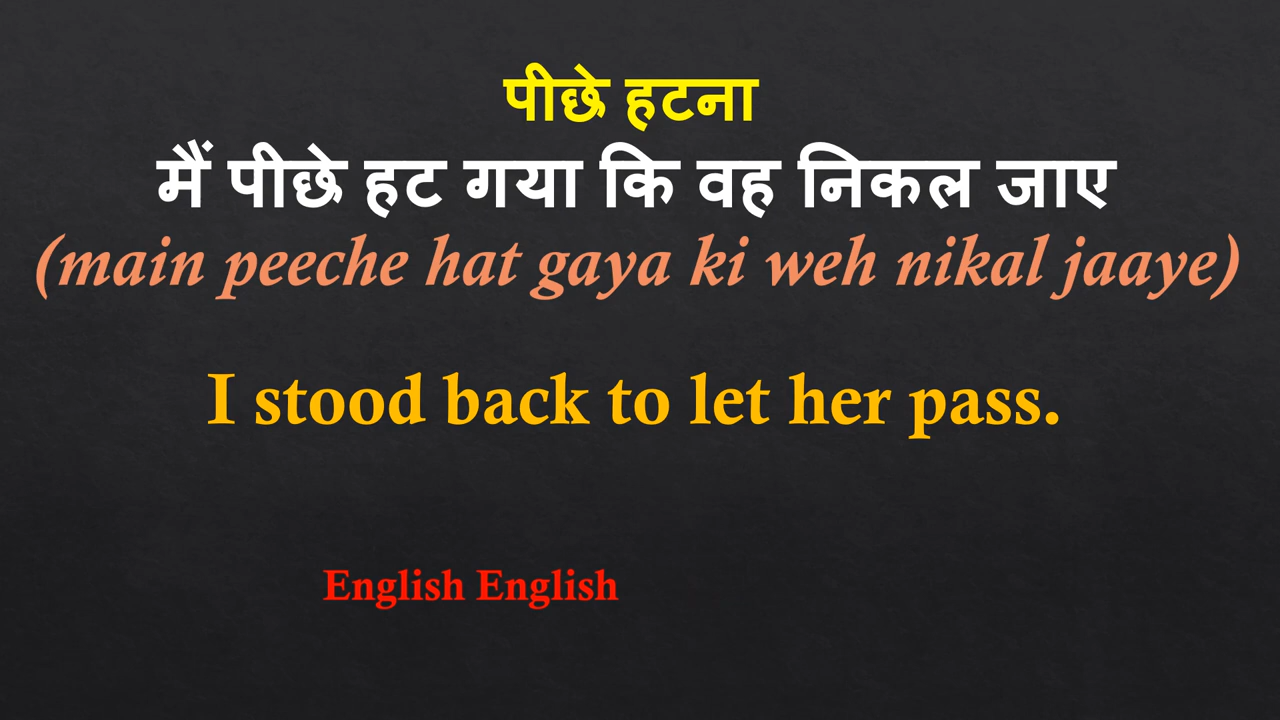 पीछे हटना
मैं पीछे हट गया कि वह निकल जाए
(main peeche hat gaya ki weh nikal jaaye)
I stood back to let her pass.
English English